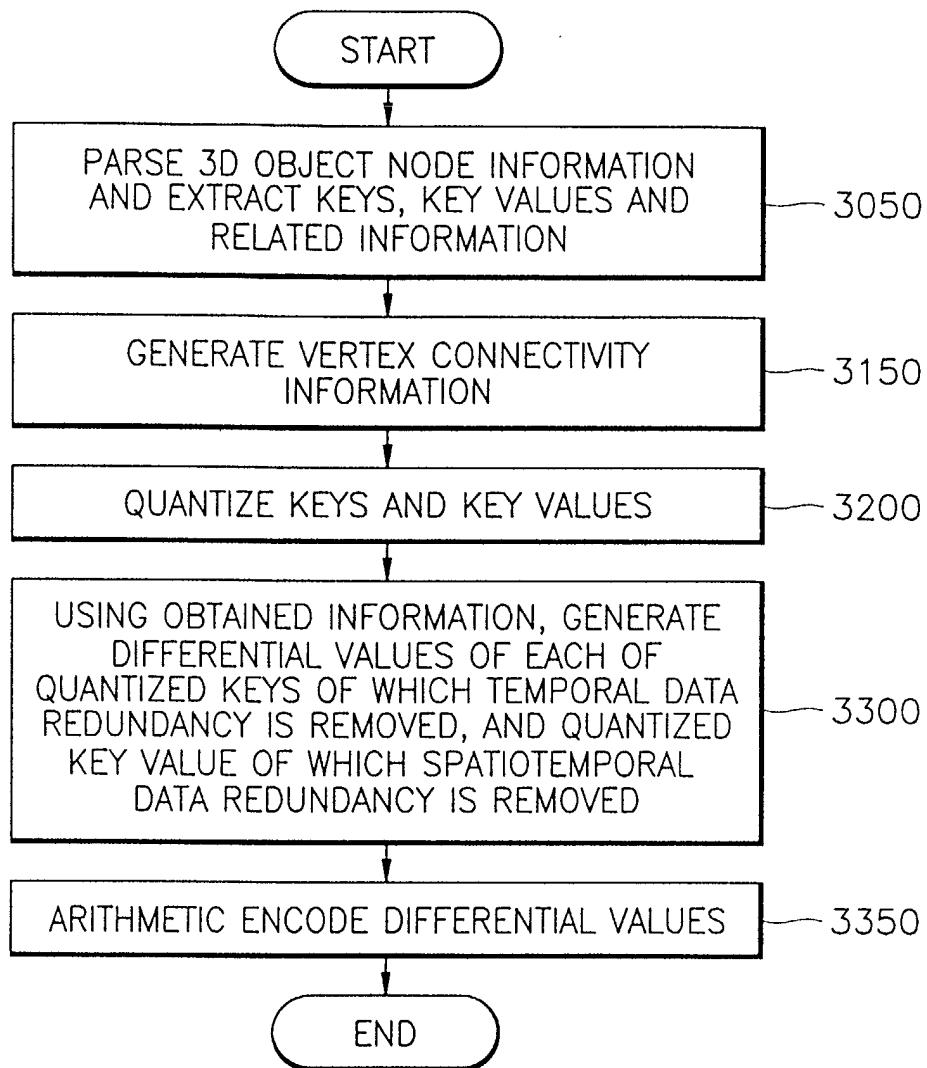 START
PARSE 3D OBJECT NODE INFORMATION
AND EXTRACT KEYS, KEY VALUES AND
RELATED INFORMATION
3050
GENERATE VERTEX CONNECTIVITY
INFORMATION
3150
QUANTIZE KEYS AND KEY VALUES
3200
USING OBTAINED INFORMATION, GENERATE
DIFFERENTIAL VALUES OF EACH OF
QUANTIZED KEYS OF WHICH TEMPORAL DATA
REDUNDANCY IS REMOVED, AND QUANTIZED
KEY VALUE OF WHICH SPATIOTEMPORAL
DATA REDUNDANCY IS REMOVED
3300
ARITHMETIC ENCODE DIFFERENTIAL VALUES
3350
END